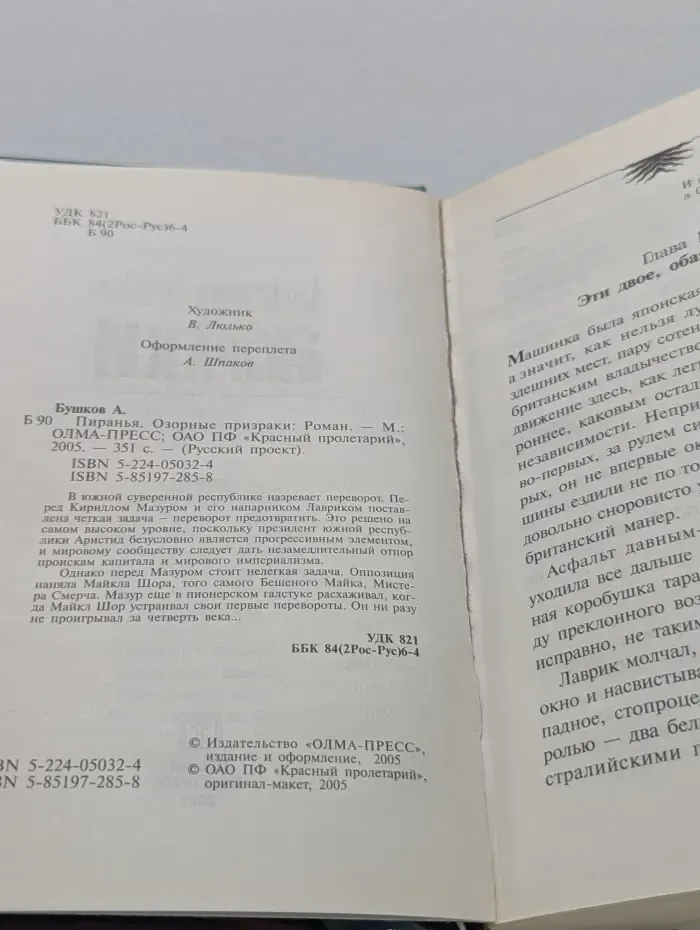 УДК 821
ББК 84(2Рос-Рус)6-4
Б 90
Художник
В. Люлько
Оформление переплета
А. Шпаков
Бушков А.
Б 90 Пиранья. Озорные призраки: Роман. — М.:
ОЛМА-ПРЕСС; ОАО ПФ «Красный пролетарий»,
2005. — 351 с. — (Русский проект).
ISBN 5-224-05032-4
ISBN 5-85197-285-8
В южной суверенной республике назревает переворот. Пе-
ред Кириллом Мазуром и его напарником Лавриком постав-
лена четкая задача — переворот предотвратить. Это решено на
самом высоком уровне, поскольку президент южной респуб-
лики Аристид безусловно является прогрессивным элементом,
и мировому сообществу следует дать незамедлительный отпор
проискам капитала и мирового империализма.
Однако перед Мазуром стоит нелегкая задача. Оппозиция
наняла Майкла Шора, того самого Бешеного Майка, Мисте-
ра Смерча. Мазур еще в пионерском галстуке расхаживал, ког-
да Майкл Шор устраивал свои первые перевороты. Он ни разу
не проигрывал за четверть века...
УДК 821
ББК 84(2Рос-Рус)6-4
5-224-05032-4
5-85197-285-8
© Издательство «ОЛМА-ПРЕСС»,
издание и оформление, 2005
© ОАО ПФ «Красный пролетарий»,
оригинал-макет, 2005
Глава
Эти двое, оба
Машинка была японская
а значит, как нельзя лу
здешних мест, пару сотен
британским владычество
движение здесь, как лег
роннее, каковым остал
независимости. Непри
во-первых, за рулем си
рых, он не впервые ок
шины ездили не по то
довольно сноровисто у
британский манер.
Асфальт давным-
уходила все дальше
ная коробушка тара
ду преклонного воз
исправно, не таким
Лаврик молчал,
окно и насвистыва
падное, стопроце
ролью — два бел
стралийскими п